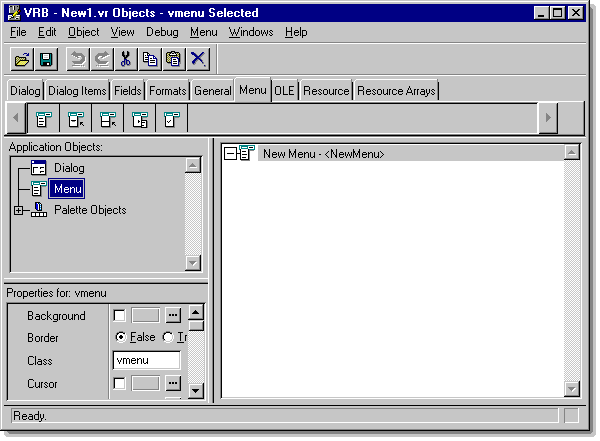 VRB - New1.vr Objects - vmenu Selected
File Edit Object View Debug Menu Windows Help
Dialog Dialog Items Fields Formats General Menu OLE Resource Resource Arrays
Application Objects:
Dialog
Menu
Palette Objects
New Menu - <NewMenu>
Properties for: vmenu
Background
Border False Tr
Class vmenu
Cursor
Ready.